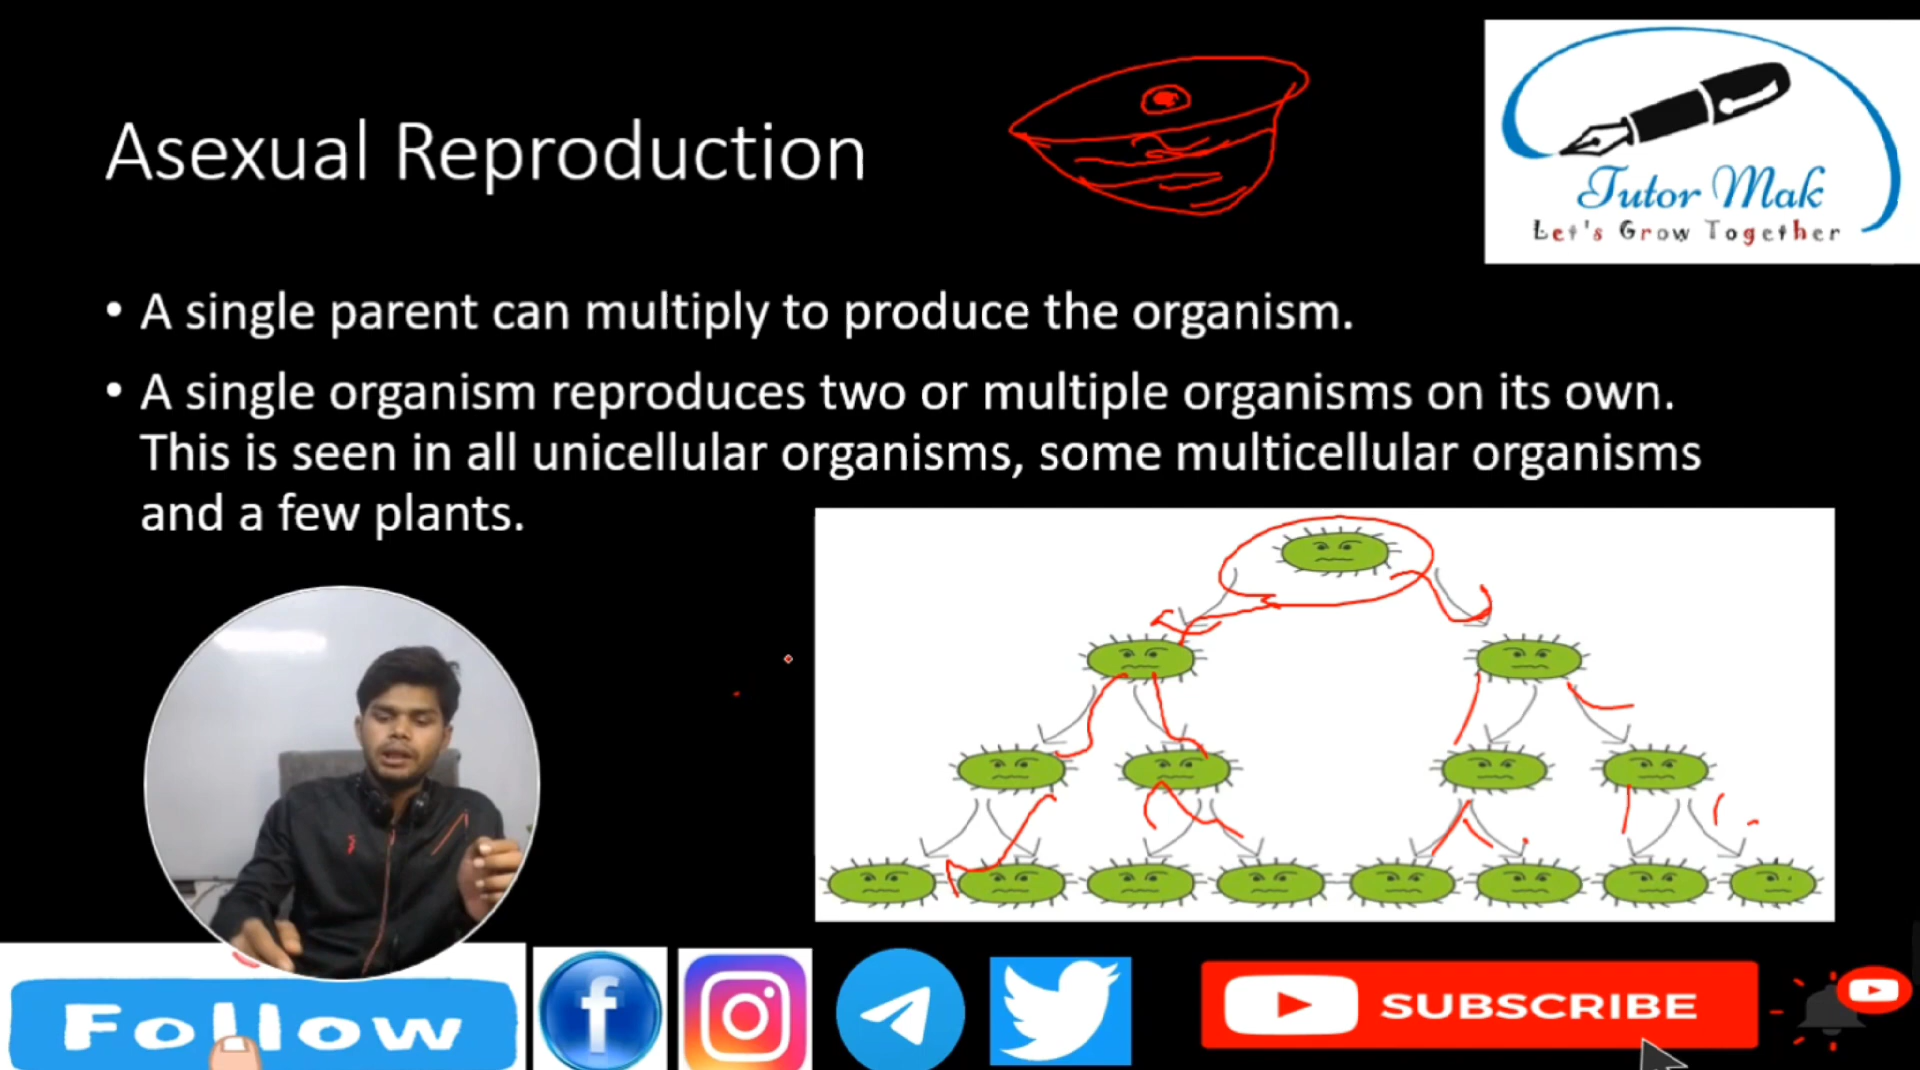 Asexual Reproduction
Tutor Mak
Let's Grow Together
• A single parent can multiply to produce the organism.
• A single organism reproduces two or multiple organisms on its own.
This is seen in all unicellular organisms, some multicellular organisms
and a few plants.
Follow
SUBSCRIBE